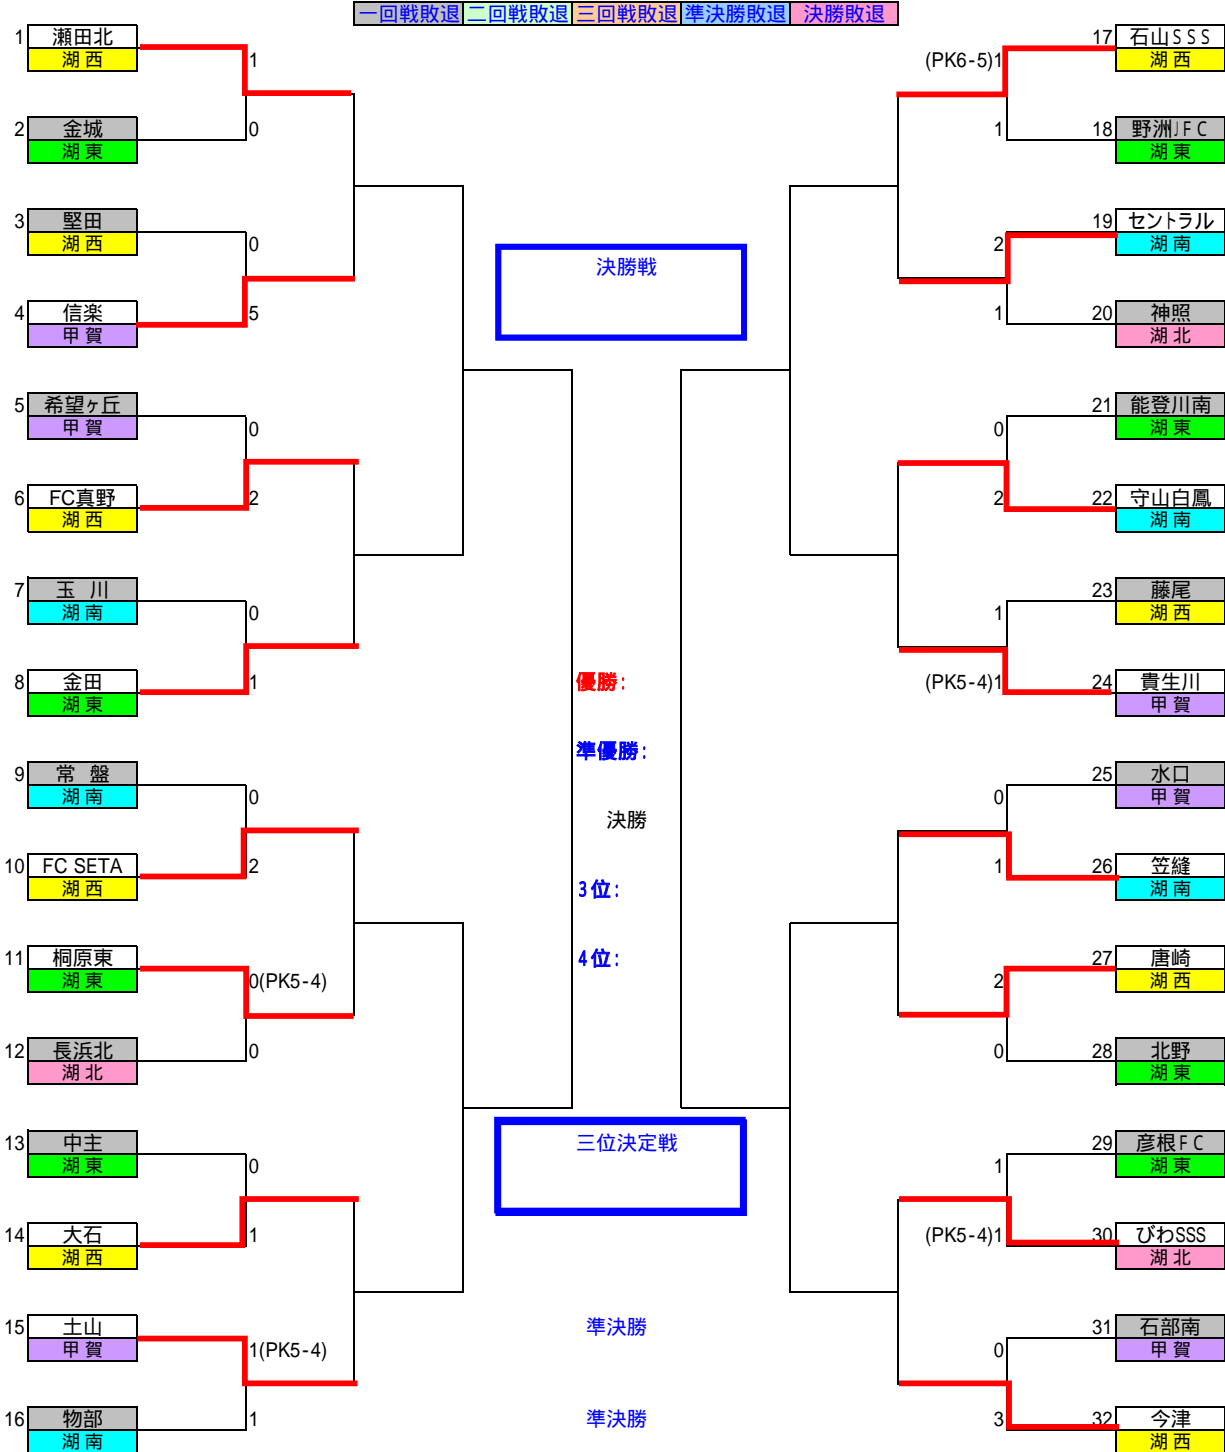 一回戦敗退 二回戦敗退 三回戦敗退 準決勝敗退 決勝敗退
1 瀬田北
湖西
1
2 金城
湖東
0
3 堅田
湖西
0
4 信楽
甲賀
5
5 希望ヶ丘
甲賀
0
6 FC真野
湖西
2
7 玉 川
湖南
0
8 金田
湖東
1
9 常 盤
湖南
0
10 FC SETA
湖西
2
11 桐原東
湖東
0(PK5-4)
12 長浜北
湖北
0
13 中主
湖東
0
14 大石
湖西
1
15 土山
甲賀
1(PK5-4)
16 物部
湖南
1
決勝戦
優勝:
準優勝:
決勝
3位:
4位:
三位決定戦
準決勝
準決勝
17 石山SSS
湖西
(PK6-5)1
18 野洲JFC
湖東
1
19 セントラル
湖南
2
20 神照
湖北
1
21 能登川南
湖東
0
22 守山白鳳
湖南
2
23 藤尾
湖西
1
24 貴生川
甲賀
(PK5-4)1
25 水口
甲賀
0
26 笠縫
湖南
1
27 唐崎
湖西
2
28 北野
湖東
0
29 彦根FC
湖東
1
30 びわSSS
湖北
(PK5-4)1
31 石部南
甲賀
0
32 今津
湖西
3